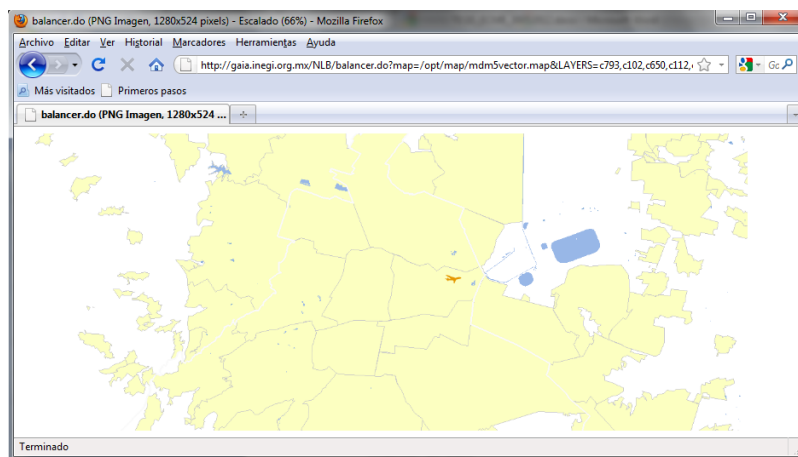 balancer.do (PNG Imagen, 1280x524 pixels) - Escalado (66%) - Mozilla Firefox
Archivo Editar Ver Historial Marcadores Herramientas Ayuda
http://gaia.inegi.org.mx/NLB/balancer.do?map=/opt/map/mdm5vector.map&LAYERS=c793,c102,c650,c112,
Más visitados Primeros pasos
balancer.do (PNG Imagen, 1280x524 ...
Terminado